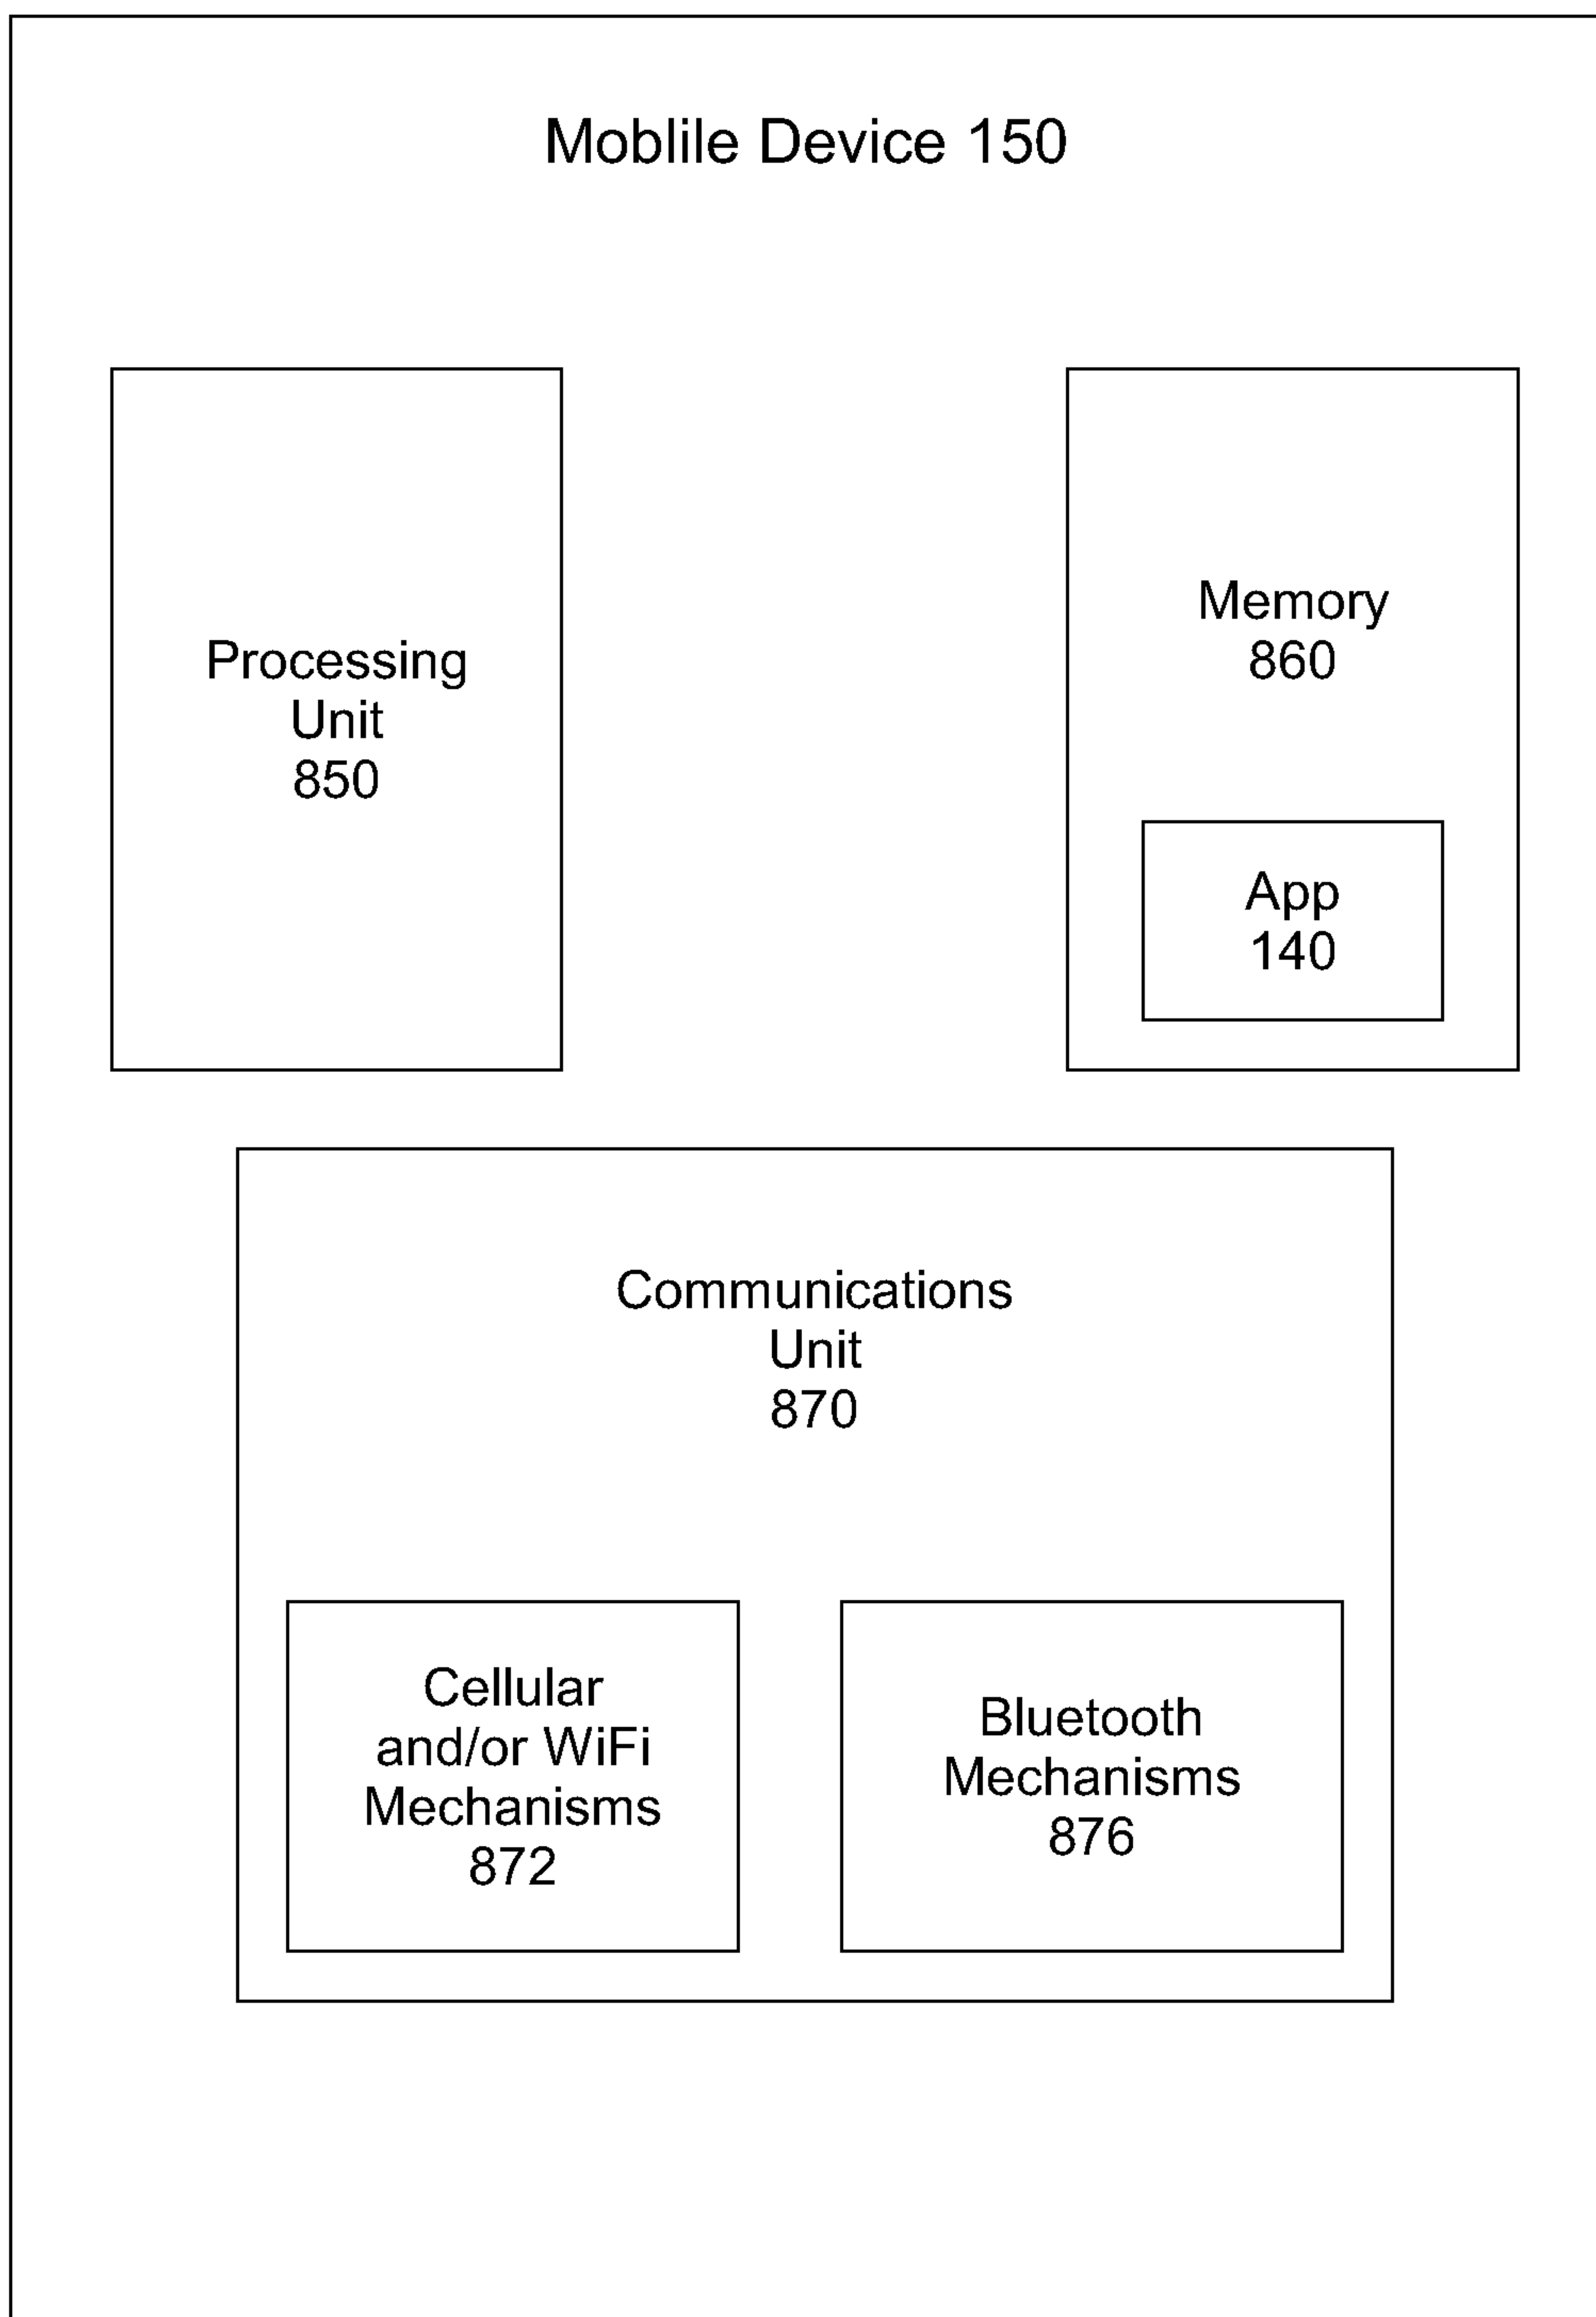 Moblile Device 150
Processing
Unit
850
Memory
860
App
140
Communications
Unit
870
Cellular
and/or WiFi
Mechanisms
872
Bluetooth
Mechanisms
876